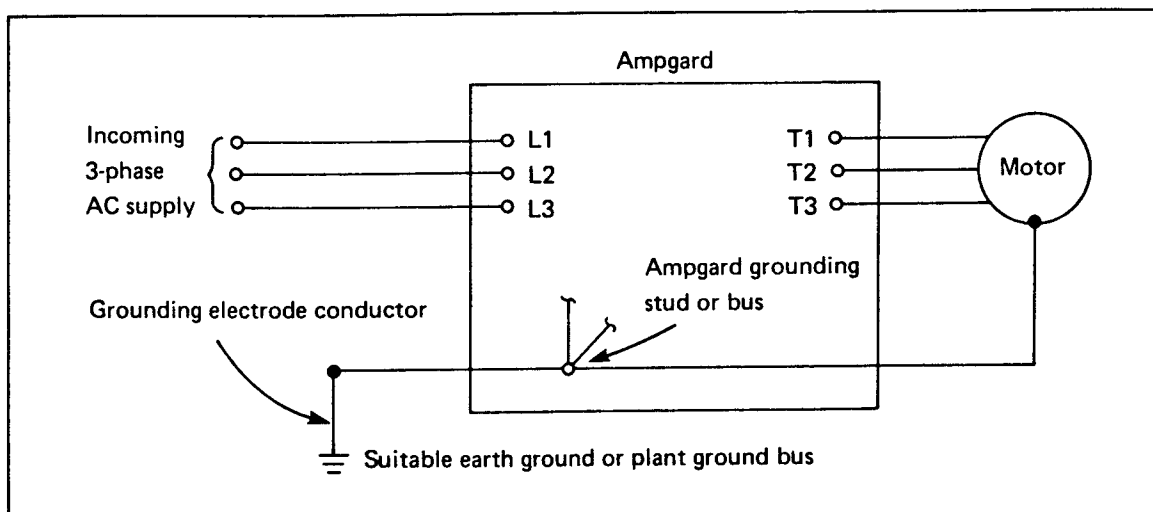 Ampgard
Incoming
3-phase
AC supply
L1
L2
L3
T1
T2
T3
Motor
Ampgard grounding
stud or bus
Grounding electrode conductor
Suitable earth ground or plant ground bus